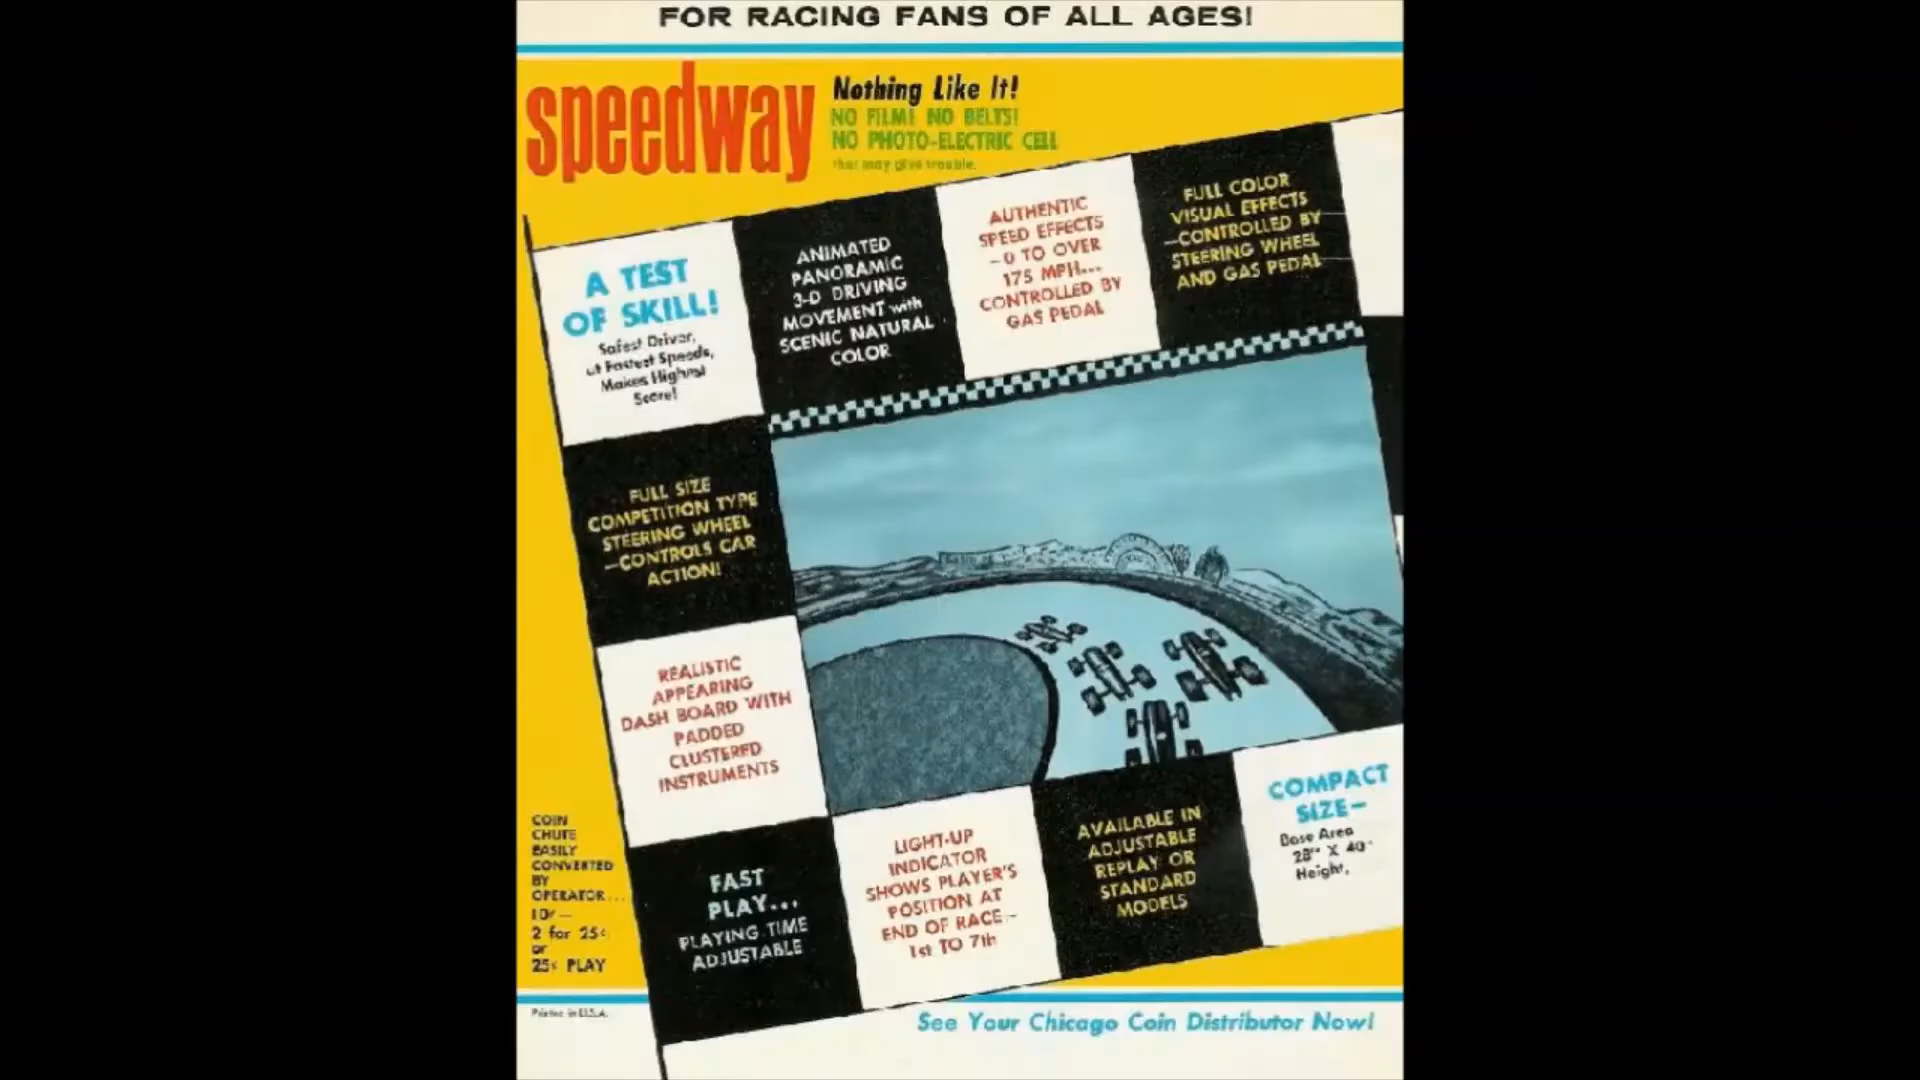 FOR RACING FANS OF ALL AGES!
speedway
Nothing Like It!
NO FILM! NO BELTS!
NO PHOTO-ELECTRIC CELL
that may give trouble.
A TEST
OF SKILL!
Safest Driver,
at Fastest Speeds,
Makes Highest
Score!
ANIMATED
PANORAMIC
3-D DRIVING
MOVEMENT with
SCENIC NATURAL
COLOR
AUTHENTIC
SPEED EFFECTS
-0 TO OVER
175 MPH...
CONTROLLED BY
GAS PEDAL
FULL COLOR
VISUAL EFFECTS
-CONTROLLED BY
STEERING WHEEL
AND GAS PEDAL
FULL SIZE
COMPETITION TYPE
STEERING WHEEL
-CONTROLS CAR
ACTION!
REALISTIC
APPEARING
DASH BOARD WITH
PADDED
CLUSTERED
INSTRUMENTS
COIN
CHUTE
EASILY
CONVERTED
BY
OPERATOR...
10¢-
2 for 25¢
or
25¢ PLAY
FAST
PLAY...
PLAYING TIME
ADJUSTABLE
LIGHT-UP
INDICATOR
SHOWS PLAYER'S
POSITION AT
END OF RACE-
1st TO 7th
AVAILABLE IN
ADJUSTABLE
REPLAY OR
STANDARD
MODELS
COMPACT
SIZE-
Base Area
28" X 40"
Height,
Printed in U.S.A.
See Your Chicago Coin Distributor Now!